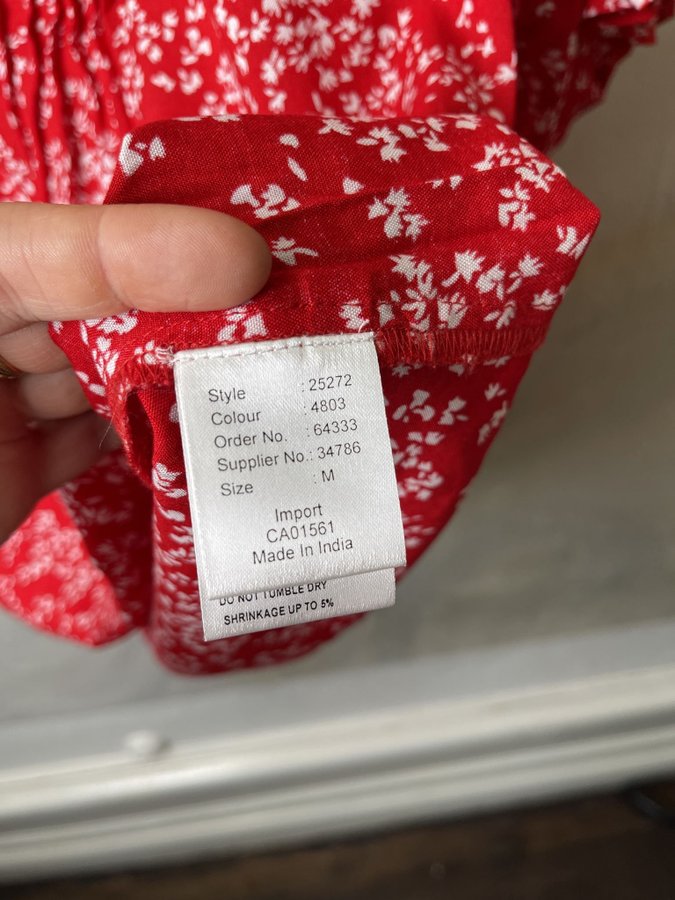 Style : 25272
Colour : 4803
Order No. : 64333
Supplier No.: 34786
Size : M
Import
CA01561
Made In India
DO NOT TUMBLE DRY
SHRINKAGE UP TO 5%